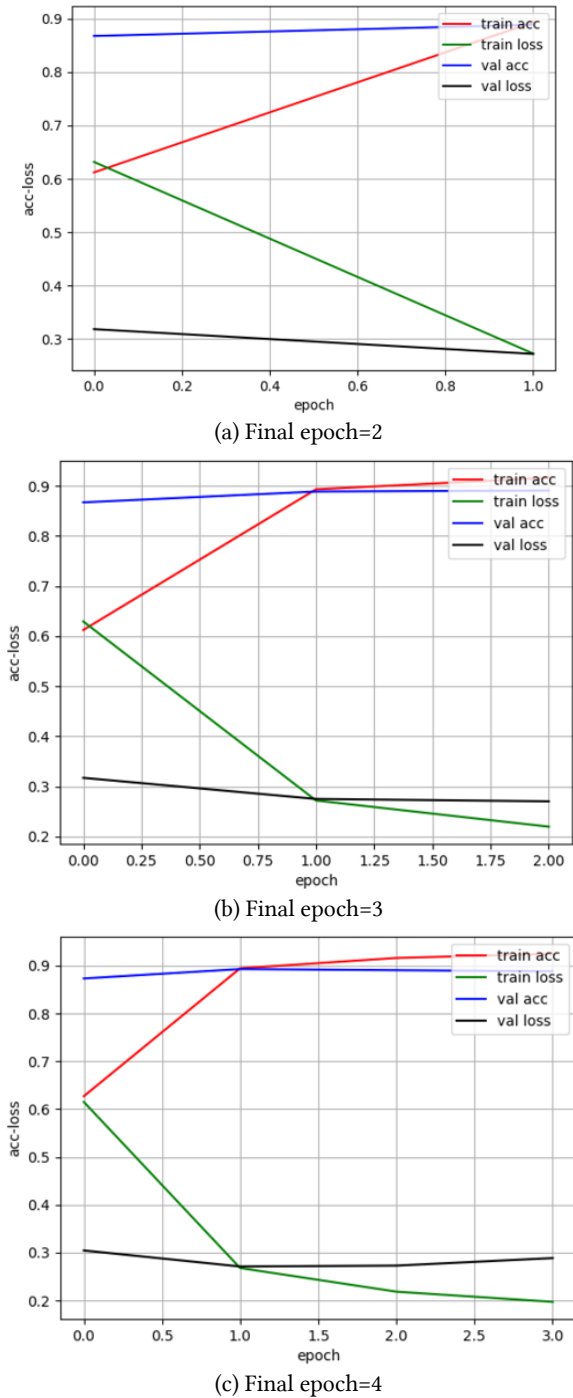 0.9
0.8
0.7
0.6
0.5
0.4
0.3
acc-loss
train acc
train loss
val acc
val loss
0.0 0.2 0.4 0.6 0.8 1.0
epoch
(a) Final epoch=2
0.9
0.8
0.7
0.6
0.5
0.4
0.3
0.2
acc-loss
train acc
train loss
val acc
val loss
0.00 0.25 0.50 0.75 1.00 1.25 1.50 1.75 2.00
epoch
(b) Final epoch=3
0.9
0.8
0.7
0.6
0.5
0.4
0.3
0.2
acc-loss
train acc
train loss
val acc
val loss
0.0 0.5 1.0 1.5 2.0 2.5 3.0
epoch
(c) Final epoch=4